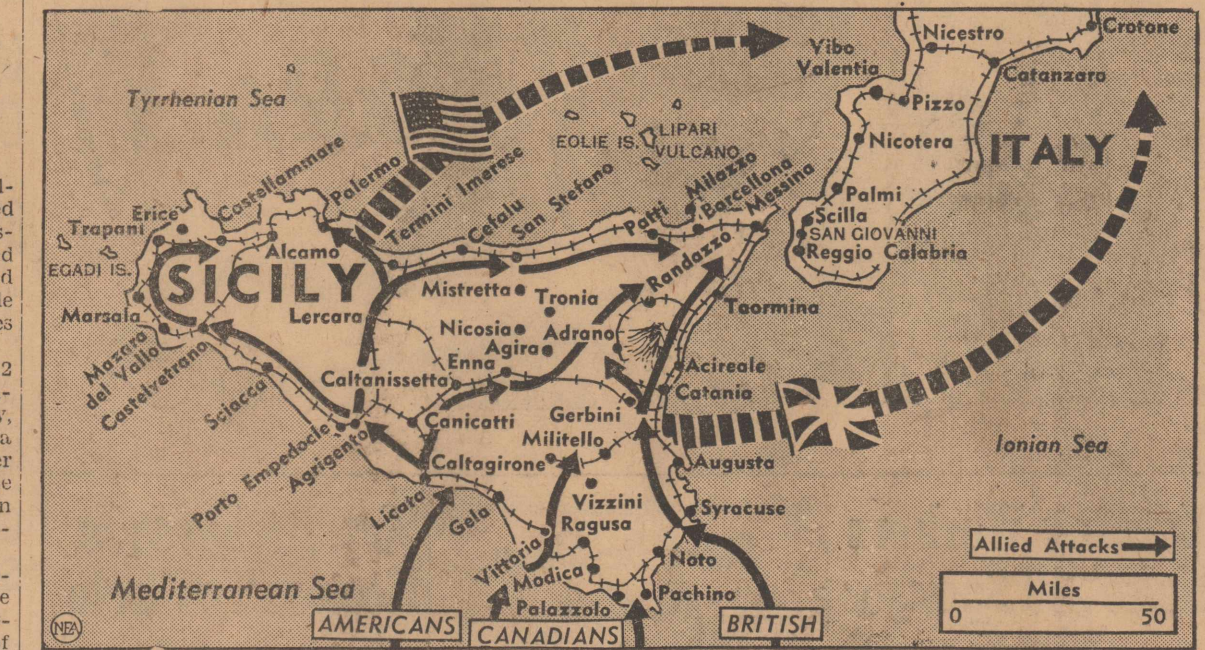 Tyrrhenian Sea
Nicestro
Crotone
Vibo
Valentia
Catanzaro
Pizzo
EOLIE IS.
LIPARI
VULCANO
Nicotera
ITALY
Palmi
Scilla
SAN GIOVANNI
Reggio Calabria
Castellammare
Palermo
Termini Imerese
Cefalu
San Stefano
Patti
Milazzo
Barcellona
Messina
Erice
Trapani
EGADI IS.
Alcamo
SICILY
Mistretta
Tronia
Randazzo
Taormina
Marsala
Lercara
Nicosia
Adrano
Agira
Mazara
del Vallo
Castelvetrano
Enna
Acireale
Sciacca
Caltanissetta
Catania
Gerbini
Canicatti
Militello
Ionian Sea
Porto Empedocle
Agrigento
Caltagirone
Augusta
Licata
Gela
Vizzini
Syracuse
Ragusa
Vittoria
Noto
Modica
Palazzolo
Pachino
Mediterranean Sea
AMERICANS
CANADIANS
BRITISH
Allied Attacks
Miles
0 50
NEA
2